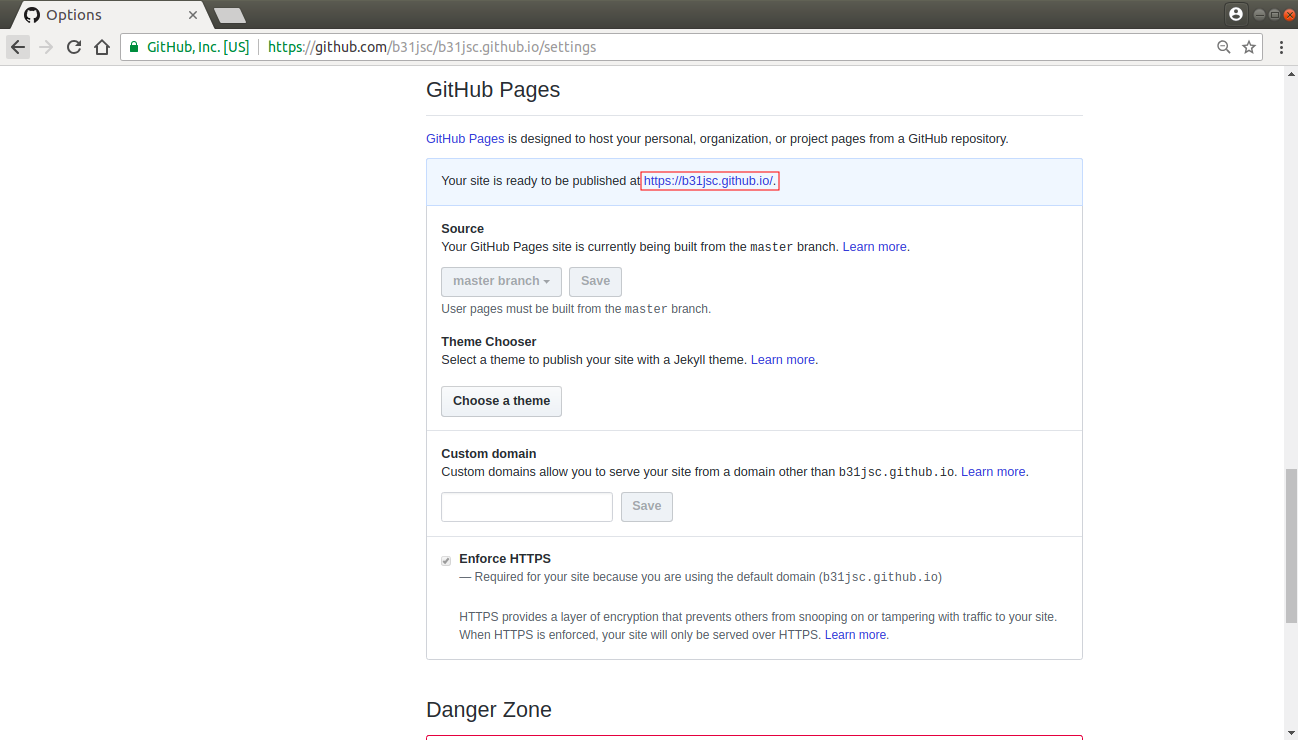 Options
GitHub, Inc. [US]
https://github.com/b31jsc/b31jsc.github.io/settings
GitHub Pages
GitHub Pages is designed to host your personal, organization, or project pages from a GitHub repository.
Your site is ready to be published at https://b31jsc.github.io/.
Source
Your GitHub Pages site is currently being built from the master branch. Learn more.
master branch
Save
User pages must be built from the master branch.
Theme Chooser
Select a theme to publish your site with a Jekyll theme. Learn more.
Choose a theme
Custom domain
Custom domains allow you to serve your site from a domain other than b31jsc.github.io. Learn more.
Save
Enforce HTTPS
— Required for your site because you are using the default domain (b31jsc.github.io)
HTTPS provides a layer of encryption that prevents others from snooping on or tampering with traffic to your site.
When HTTPS is enforced, your site will only be served over HTTPS. Learn more.
Danger Zone